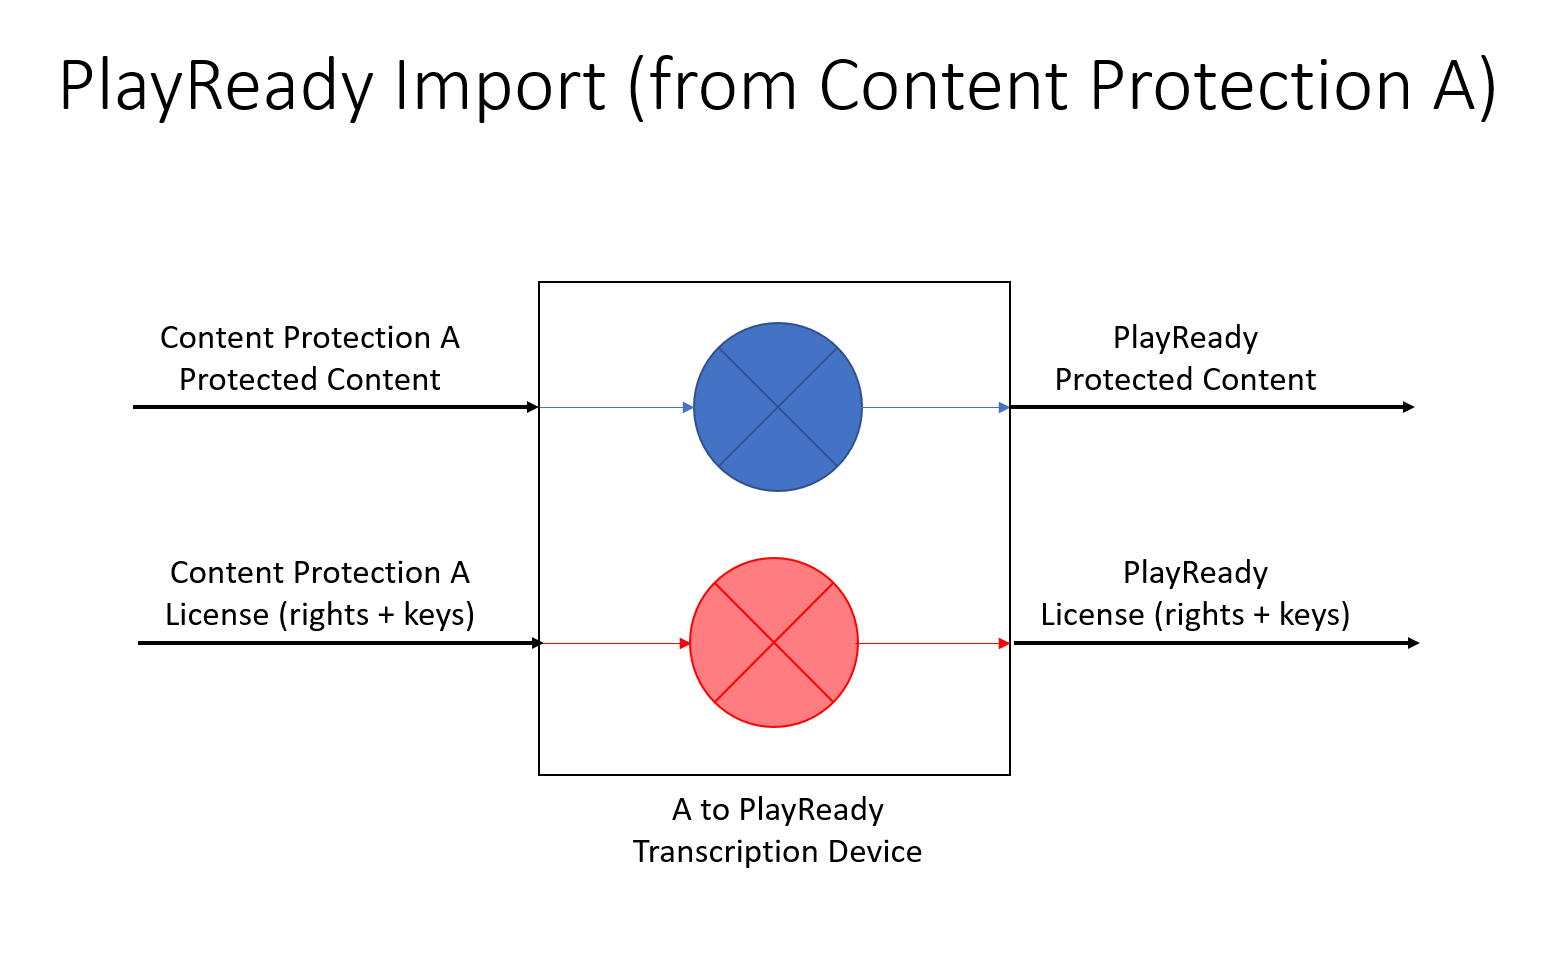 PlayReady Import (from Content Protection A)
Content Protection A
Protected Content
PlayReady
Protected Content
Content Protection A
License (rights + keys)
PlayReady
License (rights + keys)
A to PlayReady
Transcription Device